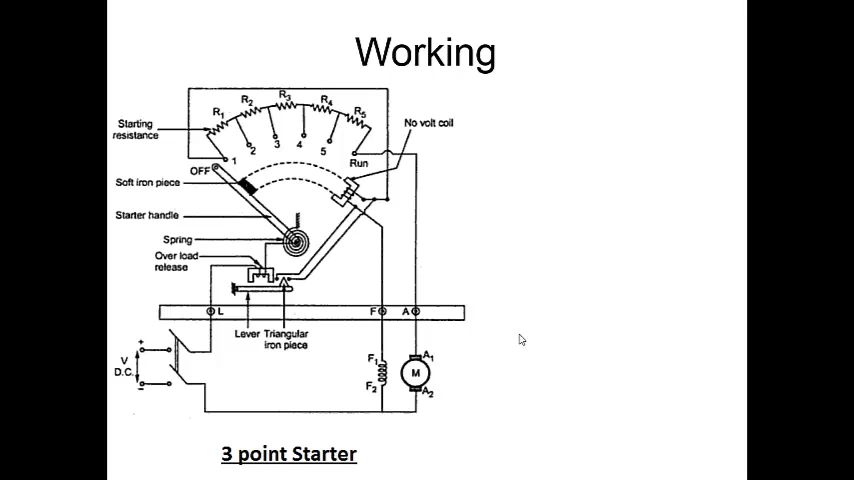 Working
R1 R2 R3 R4 R5
Starting
resistance
No volt coil
1 2 3 4 5
Run
OFF
Soft iron piece
Starter handle
Spring
Over load
release
L F A
Lever Triangular
iron piece
+
V
D.C.
−
F1
F2
A1
M
A2
3 point Starter